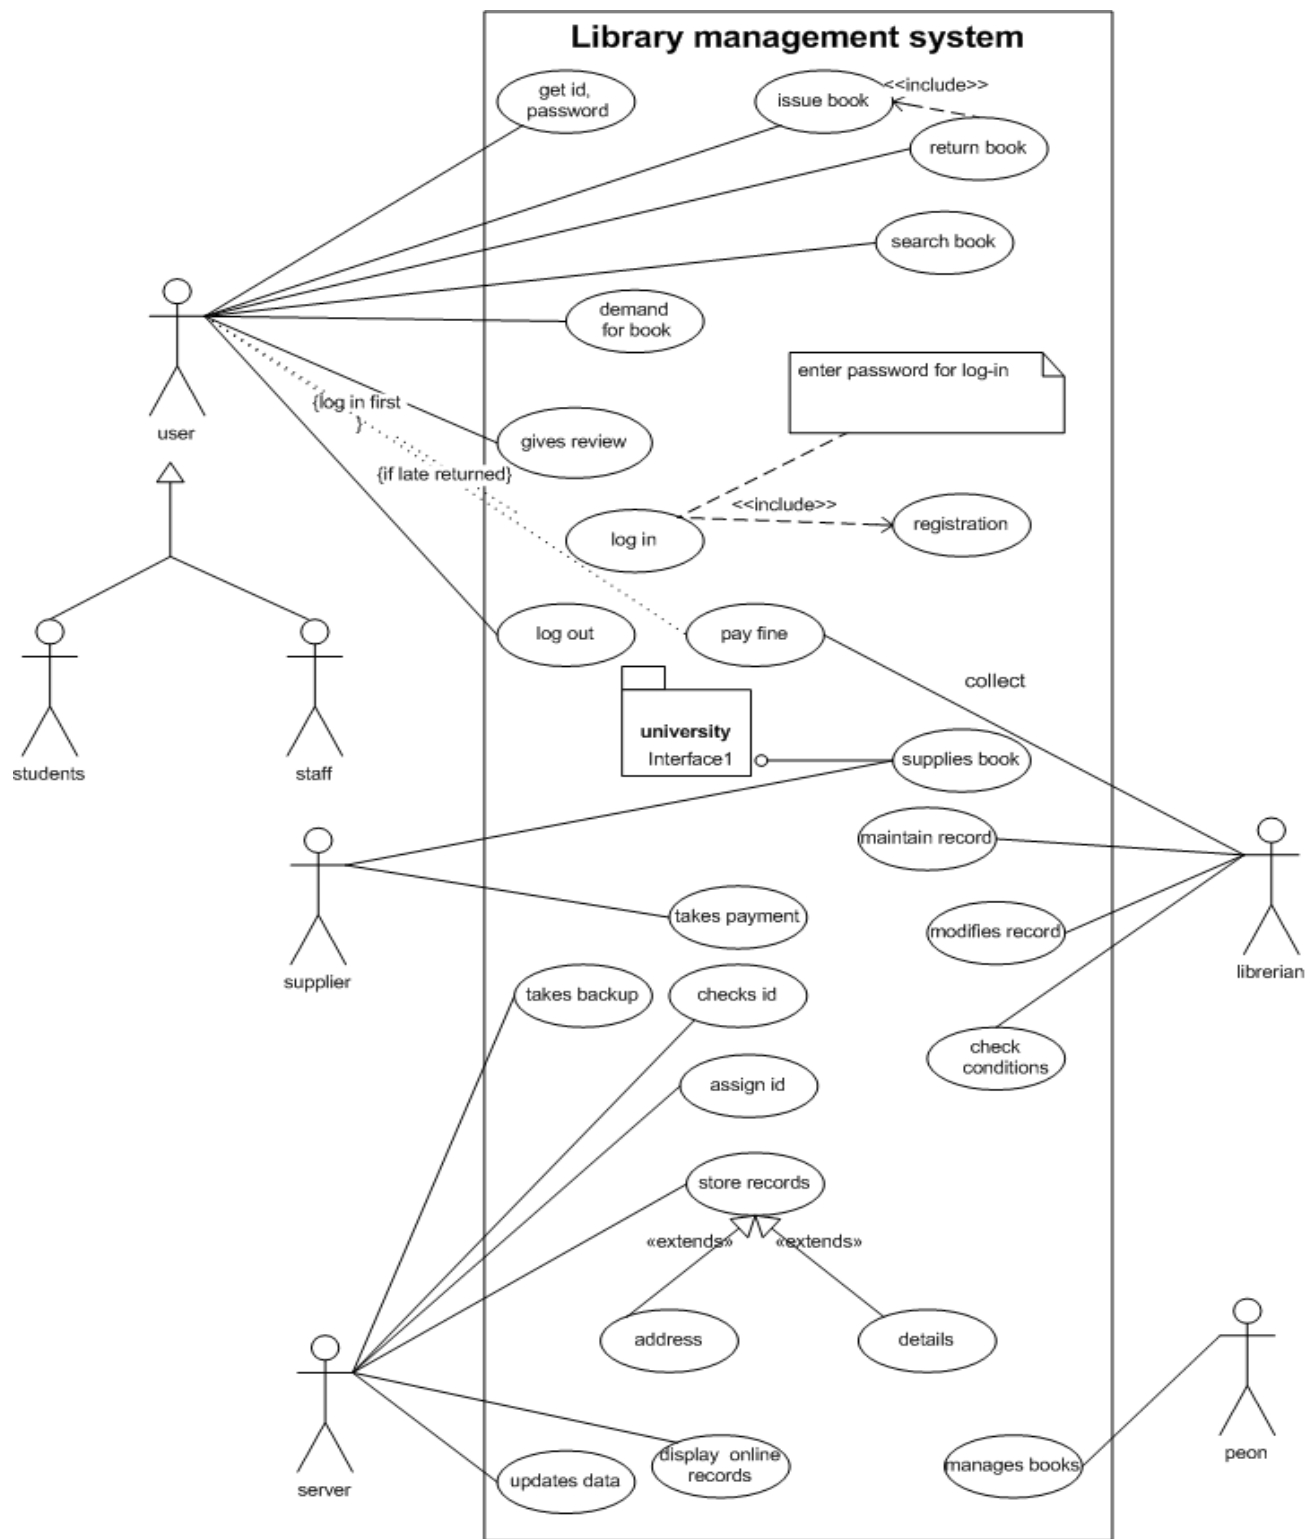 Library management system
get id,
password
issue book
<<include>>
return book
search book
demand
for book
enter password for log-in
user
{log in first
}
gives review
{if late returned}
<<include>>
log in
registration
log out
pay fine
collect
students
staff
university
Interface1
supplies book
maintain record
takes payment
modifies record
supplier
librerian
takes backup
checks id
check
conditions
assign id
store records
«extends»
«extends»
address
details
server
updates data
display online
records
manages books
peon